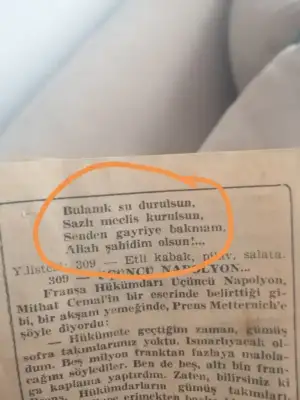 Bulanık su durulsun,
Sazlı meclis kurulsun,
Senden gayriye bakmam,
Allah şahidim olsun!...
Y.listesi 309 — Etli kabak, pilav, salata.
309 — ÜÇÜNCÜ NAPOLYON...
Fransa Hükümdarı Üçüncü Napolyon,
Mithat Cemal'in bir eserinde belirttiği gi-
bi, bir akşam yemeğinde, Prens Metternich'e
şöyle diyordu:
— Hükümete geçtiğim zaman, gümüş
sofra takımlarımız yoktu. Ismarlıyacak ol-
dum. Beş milyon franktan fazlaya malola-
cağını söylediler. Ben de beş, altı bin fran-
ga kaplama yaptırdım. Zaten, bilirsiniz ki
Hükümdarların gümüş takımları,
erimekten